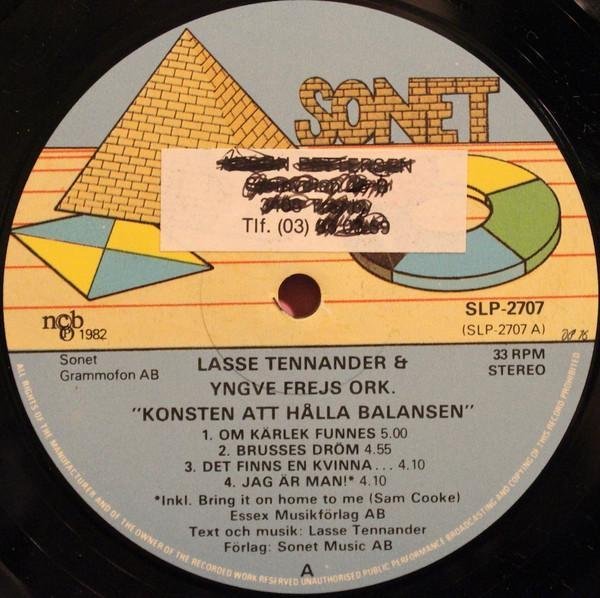 SONET
Tlf. (03)
ncb
℗ 1982
SLP-2707
(SLP-2707 A)
Sonet
Grammofon AB
33 RPM
STEREO
LASSE TENNANDER &
YNGVE FREJS ORK.
"KONSTEN ATT HÅLLA BALANSEN"
1. OM KÄRLEK FUNNES 5.00
2. BRUSSES DRÖM 4.55
3. DET FINNS EN KVINNA... 4.10
4. JAG ÄR MAN!* 4.10
*Inkl. Bring it on home to me (Sam Cooke)
Essex Musikförlag AB
Text och musik: Lasse Tennander
Förlag: Sonet Music AB
A
ALL RIGHTS OF THE MANUFACTURER AND OF THE OWNER OF THE RECORDED WORK RESERVED UNAUTHORISED PUBLIC PERFORMANCE BROADCASTING AND COPYING OF THIS RECORD PROHIBITED